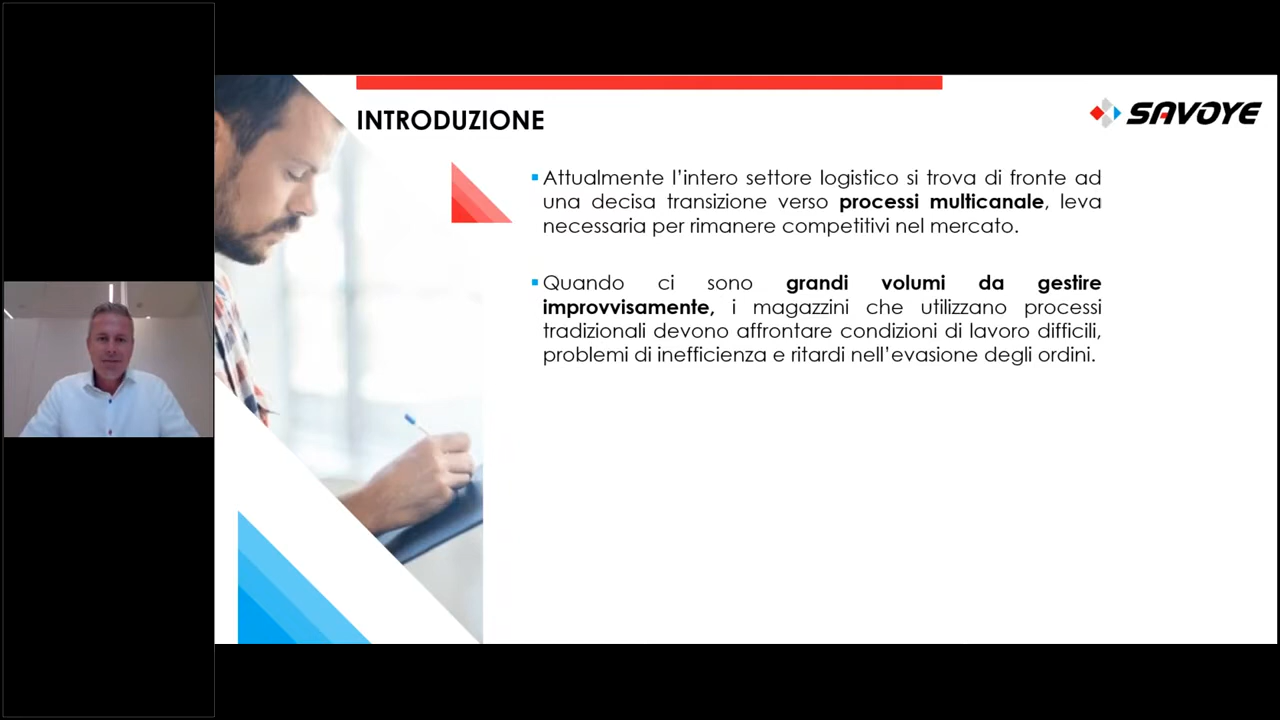 INTRODUZIONE
SAVOYE
Attualmente l'intero settore logistico si trova di fronte ad
una decisa transizione verso processi multicanale, leva
necessaria per rimanere competitivi nel mercato.
Quando ci sono grandi volumi da gestire
improvvisamente, i magazzini che utilizzano processi
tradizionali devono affrontare condizioni di lavoro difficili,
problemi di inefficienza e ritardi nell'evasione degli ordini.